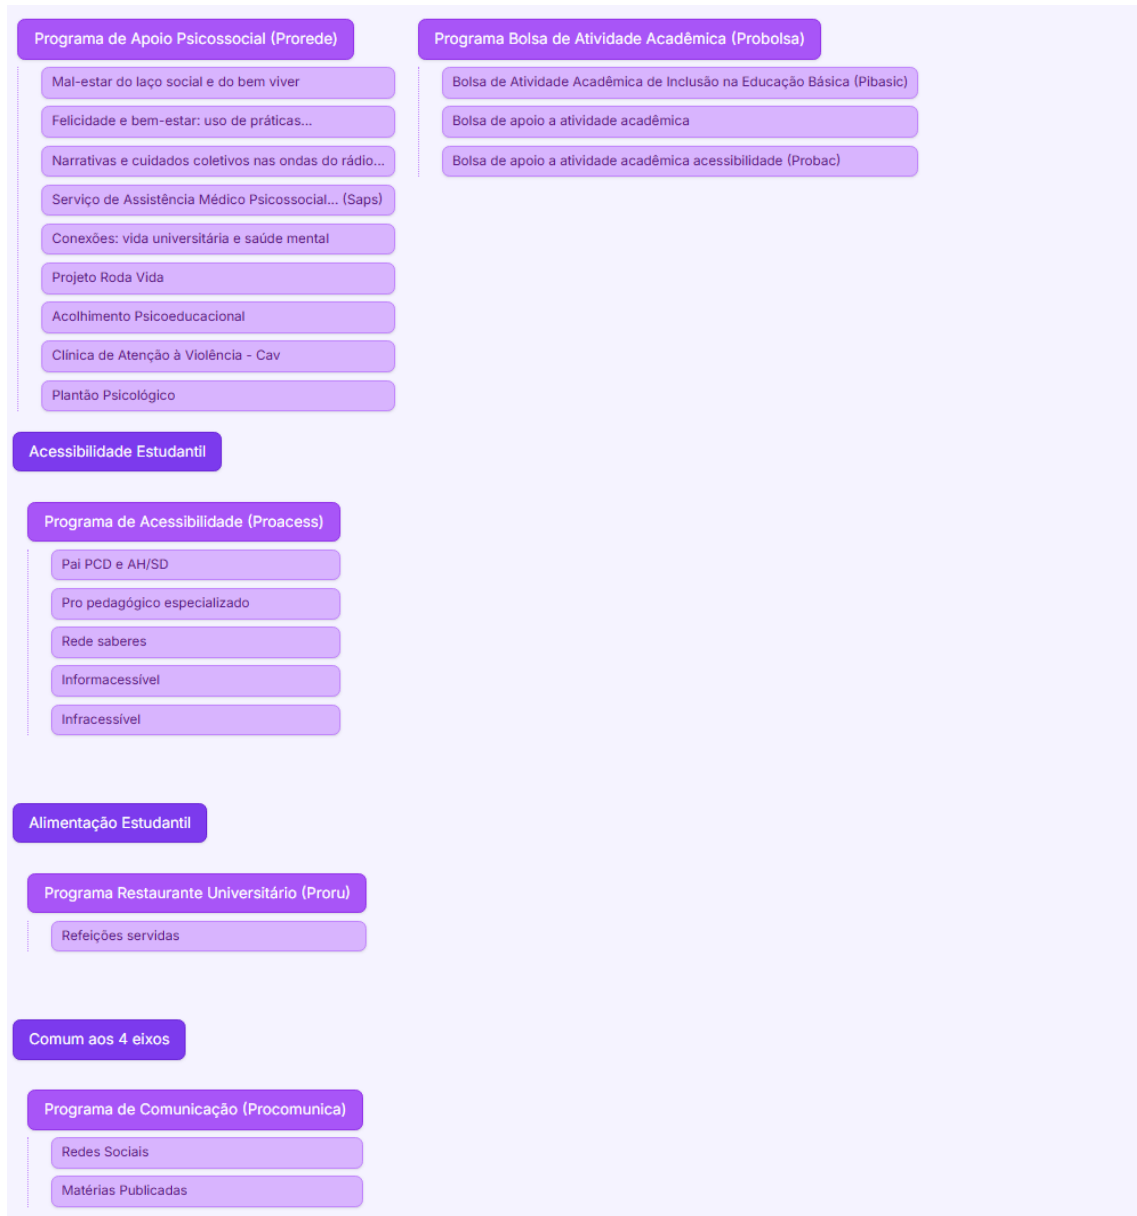 Programa de Apoio Psicossocial (Prorede)
Mal-estar do laço social e do bem viver
Felicidade e bem-estar: uso de práticas...
Narrativas e cuidados coletivos nas ondas do rádio...
Serviço de Assistência Médico Psicossocial... (Saps)
Conexões: vida universitária e saúde mental
Projeto Roda Vida
Acolhimento Psicoeducacional
Clínica de Atenção à Violência - Cav
Plantão Psicológico
Programa Bolsa de Atividade Acadêmica (Probolsa)
Bolsa de Atividade Acadêmica de Inclusão na Educação Básica (Pibasic)
Bolsa de apoio a atividade acadêmica
Bolsa de apoio a atividade acadêmica acessibilidade (Probac)
Acessibilidade Estudantil
Programa de Acessibilidade (Proacess)
Pai PCD e AH/SD
Pro pedagógico especializado
Rede saberes
Informacessível
Infracessível
Alimentação Estudantil
Programa Restaurante Universitário (Proru)
Refeições servidas
Comum aos 4 eixos
Programa de Comunicação (Procomunica)
Redes Sociais
Matérias Publicadas